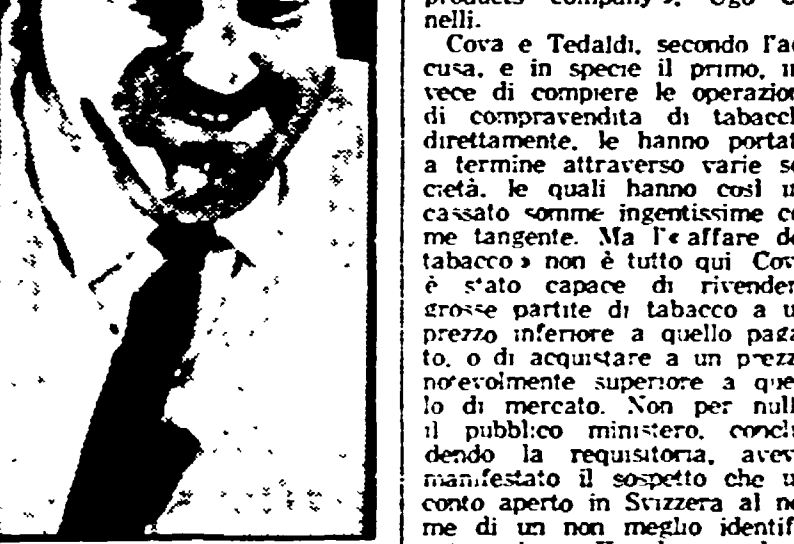 products company », Ugo
nelli.
Cova e Tedaldi, secondo l'ac
cusa, e in specie il primo, in
vece di compiere le operazion
di compravendita di tabacch
direttamente, le hanno portat
a termine attraverso varie so
cietà, le quali hanno così in
cassato somme ingentissime co
me tangente. Ma l'« affare de
tabacco » non è tutto qui Cov
è stato capace di rivender
grosse partite di tabacco a u
prezzo inferiore a quello paga
to, o di acquistare a un prezz
notevolmente superiore a quel
lo di mercato. Non per null
il pubblico ministero, conclu
dendo la requisitoria, avev
manifestato il sospetto che u
conto aperto in Svizzera al no
me di un non meglio identifi